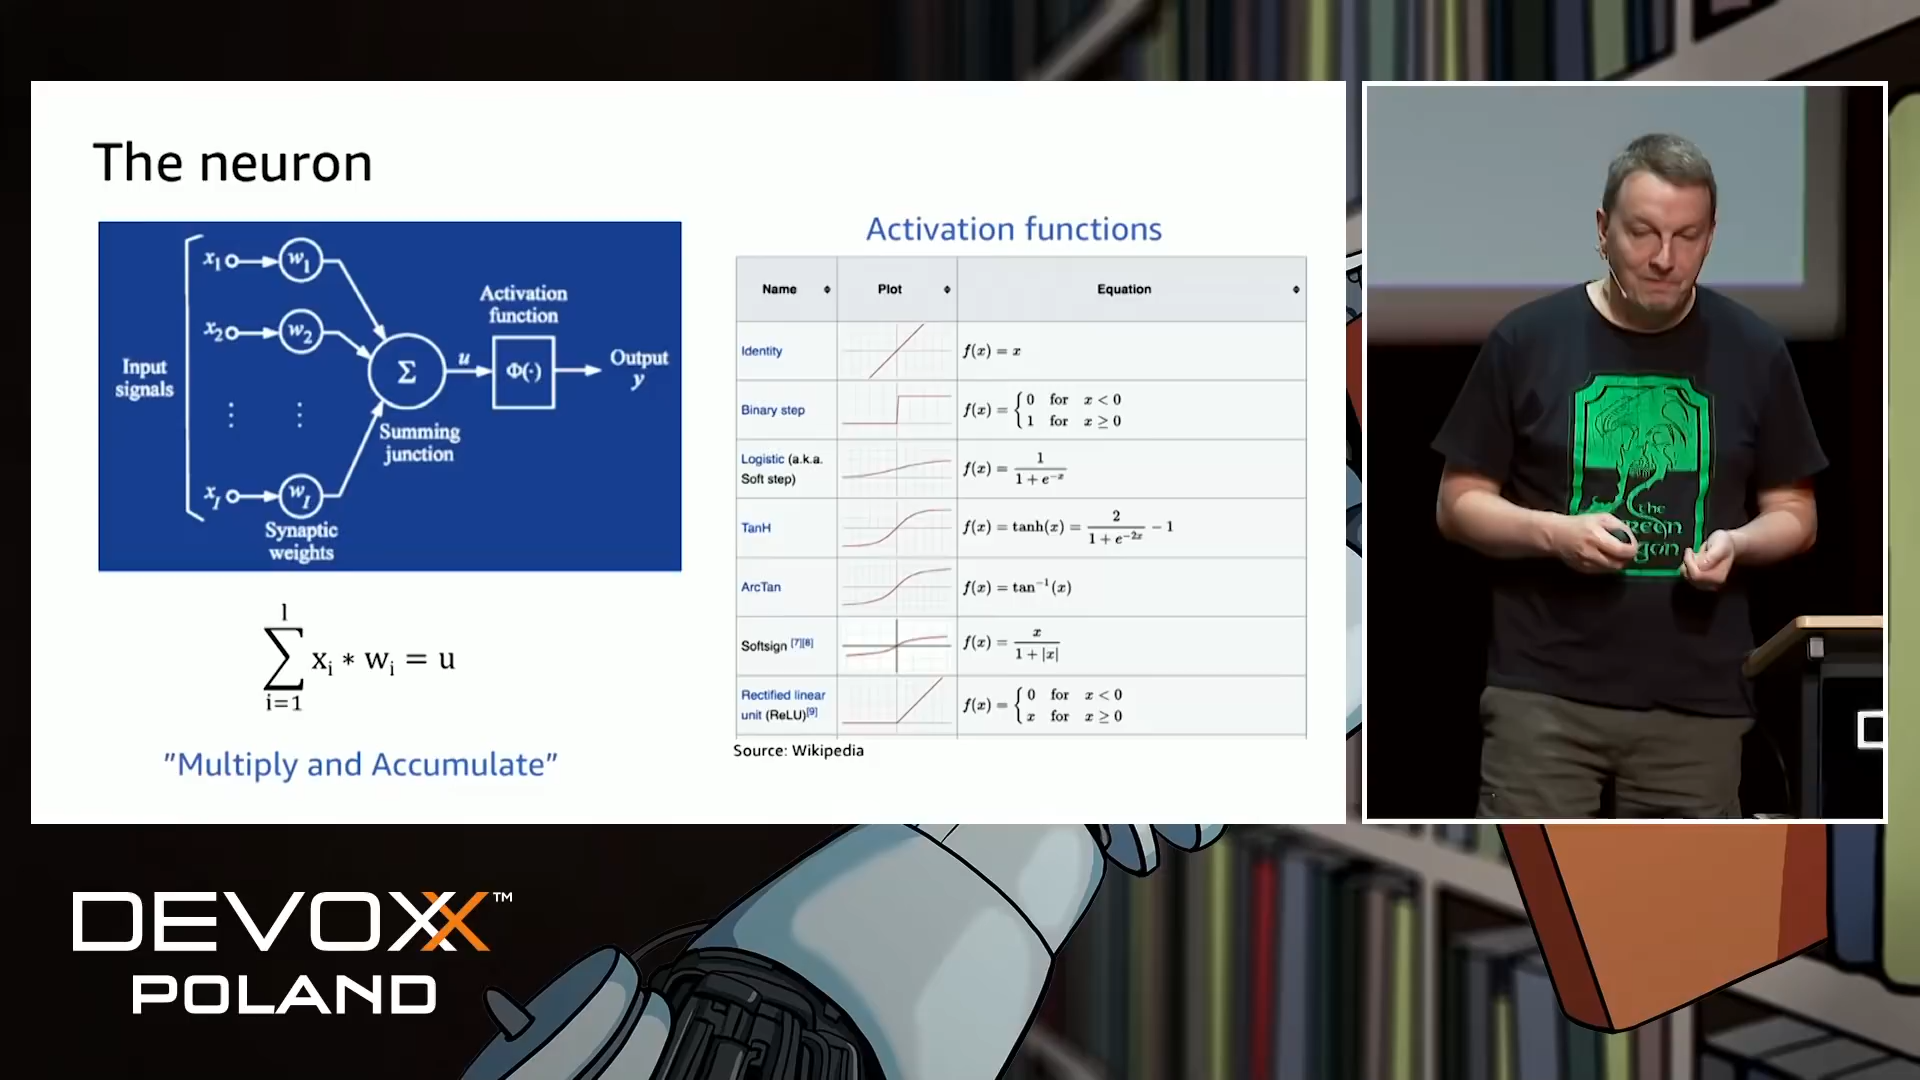 The neuron
x1
w1
x2
w2
Input
signals
⋮ ⋮
xI
wI
Synaptic
weights
Σ
Summing
junction
u
Activation
function
Φ(·)
Output
y
I
∑ xi ∗ wi = u
i=1
"Multiply and Accumulate"
Activation functions
Name Plot Equation
Identity f(x) = x
Binary step f(x) = { 0 for x < 0
1 for x ≥ 0
Logistic (a.k.a.
Soft step) f(x) = 1 / (1 + e^−x)
TanH f(x) = tanh(x) = 2 / (1 + e^−2x) − 1
ArcTan f(x) = tan^−1(x)
Softsign [7][8] f(x) = x / (1 + |x|)
Rectified linear
unit (ReLU)[9] f(x) = { 0 for x < 0
x for x ≥ 0
Source: Wikipedia
the
DEVOXX™
POLAND